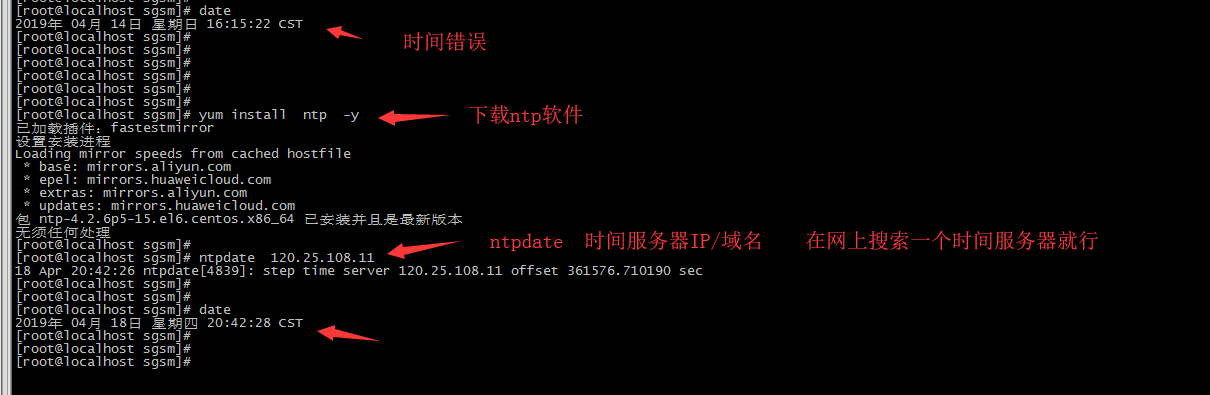 [root@localhost sgsm]# date
2019年 04月 14日 星期日 16:15:22 CST
时间错误
[root@localhost sgsm]#
[root@localhost sgsm]#
[root@localhost sgsm]#
[root@localhost sgsm]#
[root@localhost sgsm]#
[root@localhost sgsm]#
[root@localhost sgsm]# yum install  ntp  -y
下载ntp软件
已加载插件：fastestmirror
设置安装进程
Loading mirror speeds from cached hostfile
 * base: mirrors.aliyun.com
 * epel: mirrors.huaweicloud.com
 * extras: mirrors.aliyun.com
 * updates: mirrors.huaweicloud.com
包 ntp-4.2.6p5-15.el6.centos.x86_64 已安装并且是最新版本
无须任何处理
[root@localhost sgsm]#
ntpdate  时间服务器IP/域名    在网上搜索一个时间服务器就行
[root@localhost sgsm]# ntpdate  120.25.108.11
18 Apr 20:42:26 ntpdate[4839]: step time server 120.25.108.11 offset 361576.710190 sec
[root@localhost sgsm]#
[root@localhost sgsm]#
[root@localhost sgsm]# date
2019年 04月 18日 星期四 20:42:28 CST
[root@localhost sgsm]#
[root@localhost sgsm]#
[root@localhost sgsm]#